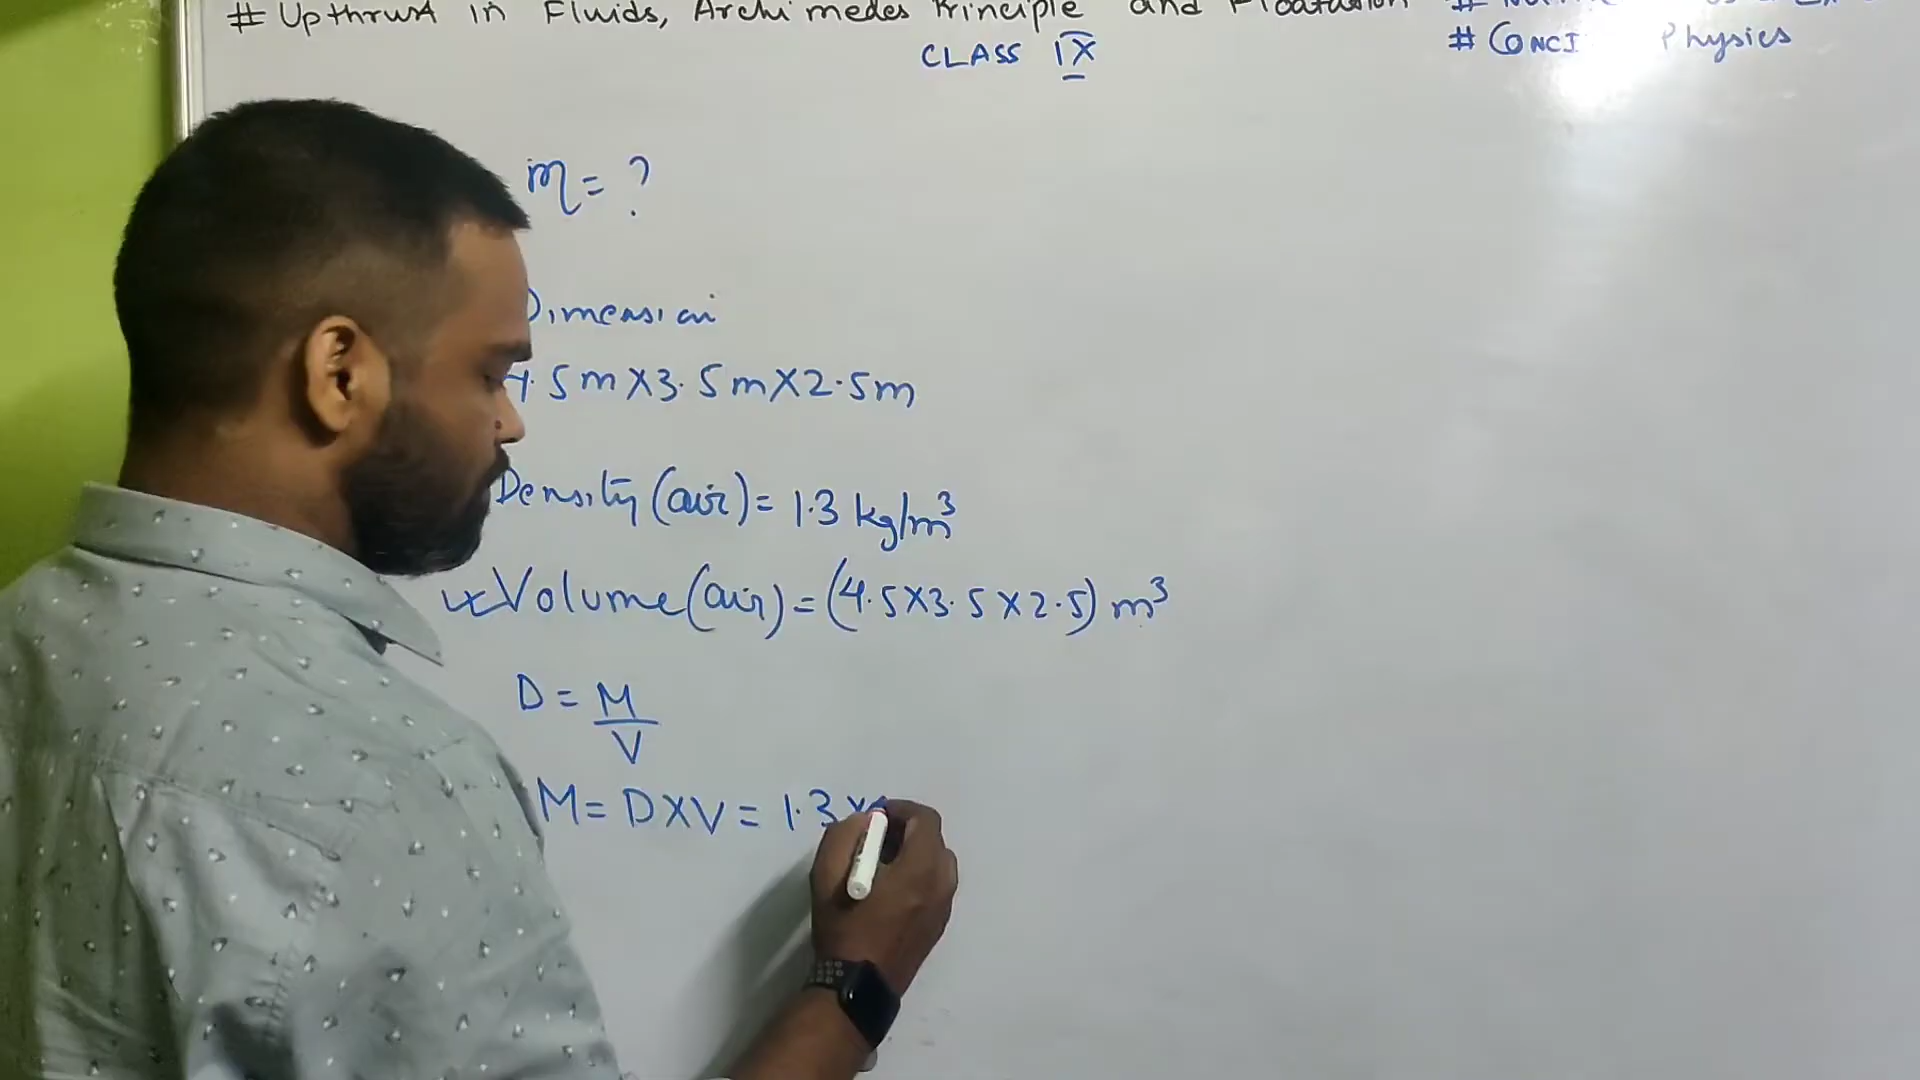 # Upthrust in Fluids, Archimedes Principle and Floatation #
CLASS IX
# CONCI Physics
m = ?
Dimension
4.5m X 3.5m X 2.5m
Density (air) = 1.3 kg/m³
Volume (air) = (4.5 X 3.5 X 2.5) m³
D = M/V
M = D X V = 1.3 X